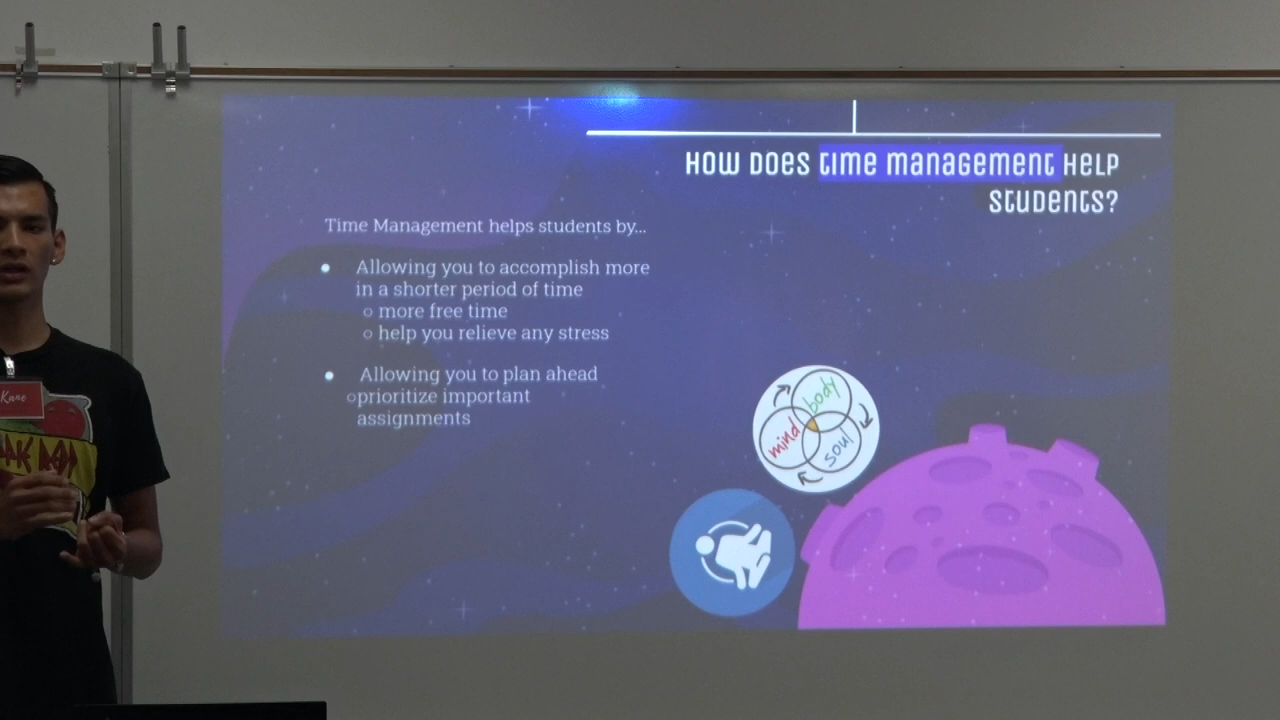 HOW DOES TIME MANAGEMENT HELP
STUDENTS?
Time Management helps students by...
● Allowing you to accomplish more
in a shorter period of time
○ more free time
○ help you relieve any stress
● Allowing you to plan ahead
○prioritize important
assignments
body
mind
soul
Kane